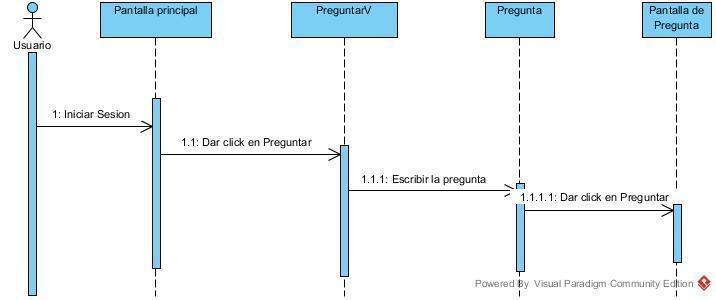 Pantalla principal
PreguntarV
Pregunta
Pantalla de
Pregunta
Usuario
1: Iniciar Sesion
1.1: Dar click en Preguntar
1.1.1: Escribir la pregunta
1.1.1.1: Dar click en Preguntar
Powered By Visual Paradigm Community Edition